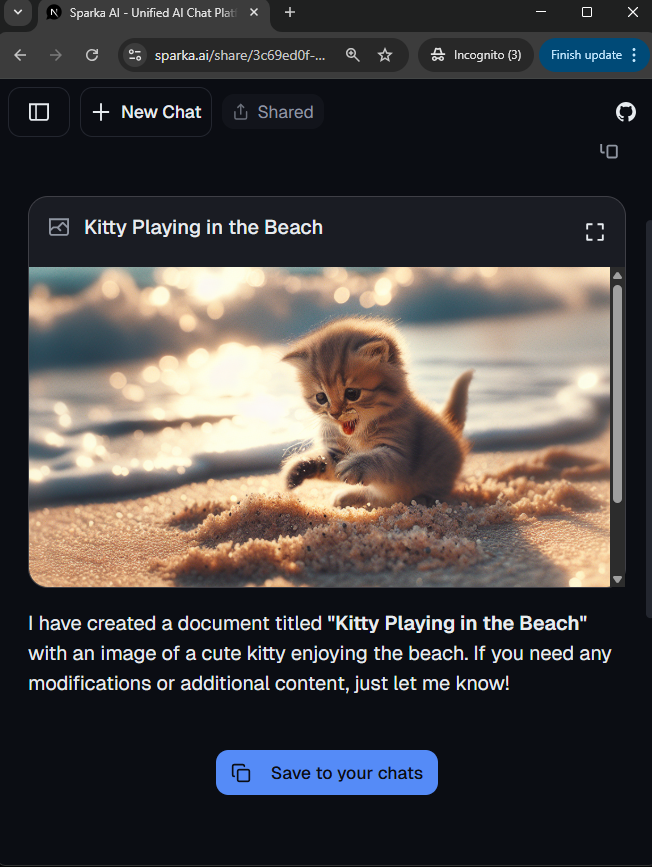 Sparka AI - Unified AI Chat Platf
sparka.ai/share/3c69ed0f-...
Incognito (3)
Finish update
New Chat
Shared
Kitty Playing in the Beach
I have created a document titled "Kitty Playing in the Beach"
with an image of a cute kitty enjoying the beach. If you need any
modifications or additional content, just let me know!
Save to your chats